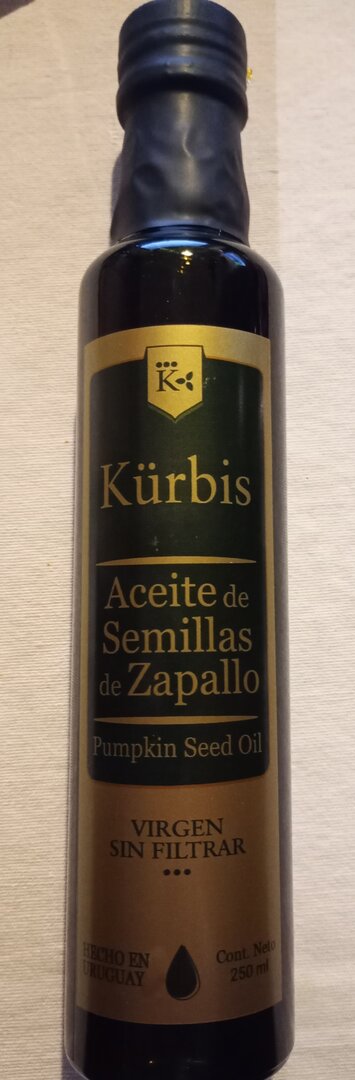 K
Kürbis
Aceite de
Semillas
de Zapallo
Pumpkin Seed Oil
VIRGEN
SIN FILTRAR
HECHO EN
URUGUAY
Cont. Neto
250 ml